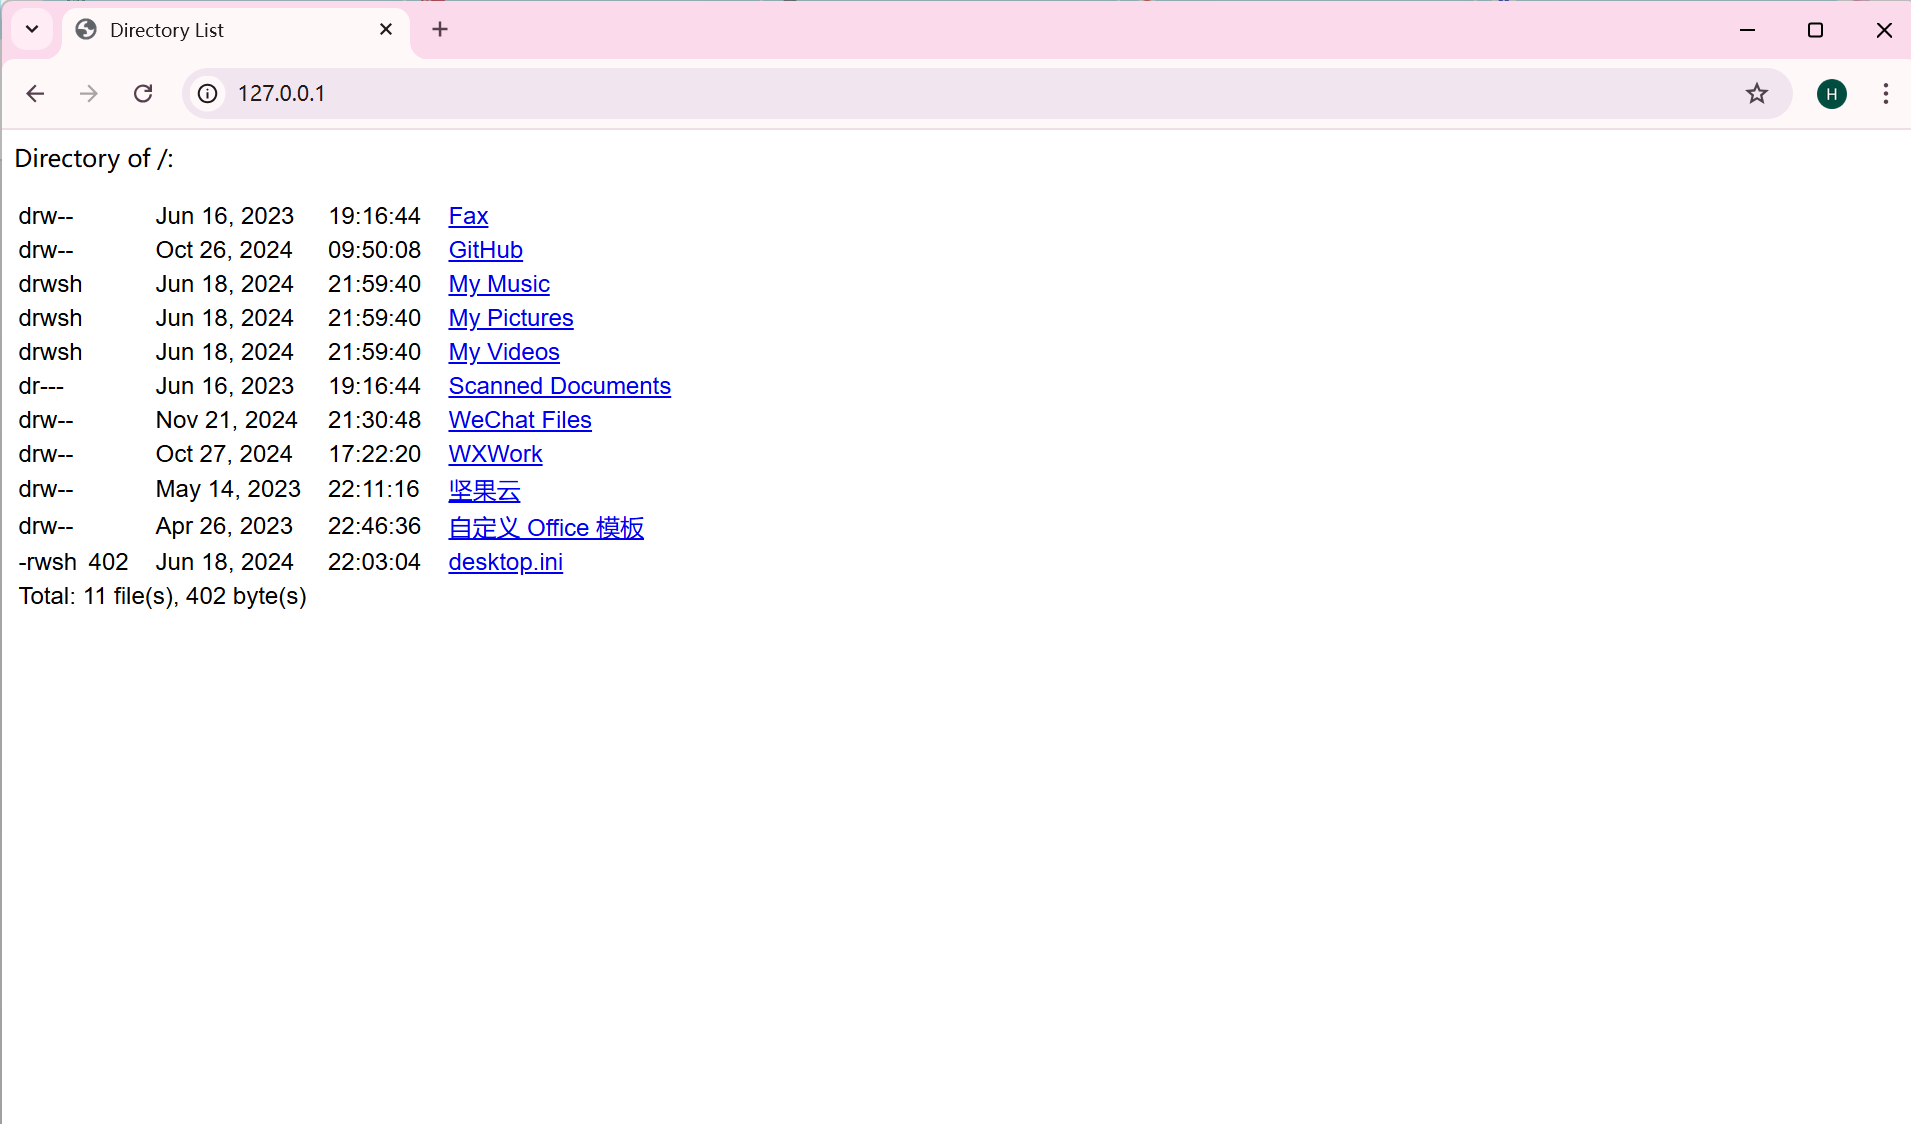 Directory List
127.0.0.1
H
Directory of /:
drw-- Jun 16, 2023 19:16:44 Fax
drw-- Oct 26, 2024 09:50:08 GitHub
drwsh Jun 18, 2024 21:59:40 My Music
drwsh Jun 18, 2024 21:59:40 My Pictures
drwsh Jun 18, 2024 21:59:40 My Videos
dr--- Jun 16, 2023 19:16:44 Scanned Documents
drw-- Nov 21, 2024 21:30:48 WeChat Files
drw-- Oct 27, 2024 17:22:20 WXWork
drw-- May 14, 2023 22:11:16 坚果云
drw-- Apr 26, 2023 22:46:36 自定义 Office 模板
-rwsh 402 Jun 18, 2024 22:03:04 desktop.ini
Total: 11 file(s), 402 byte(s)